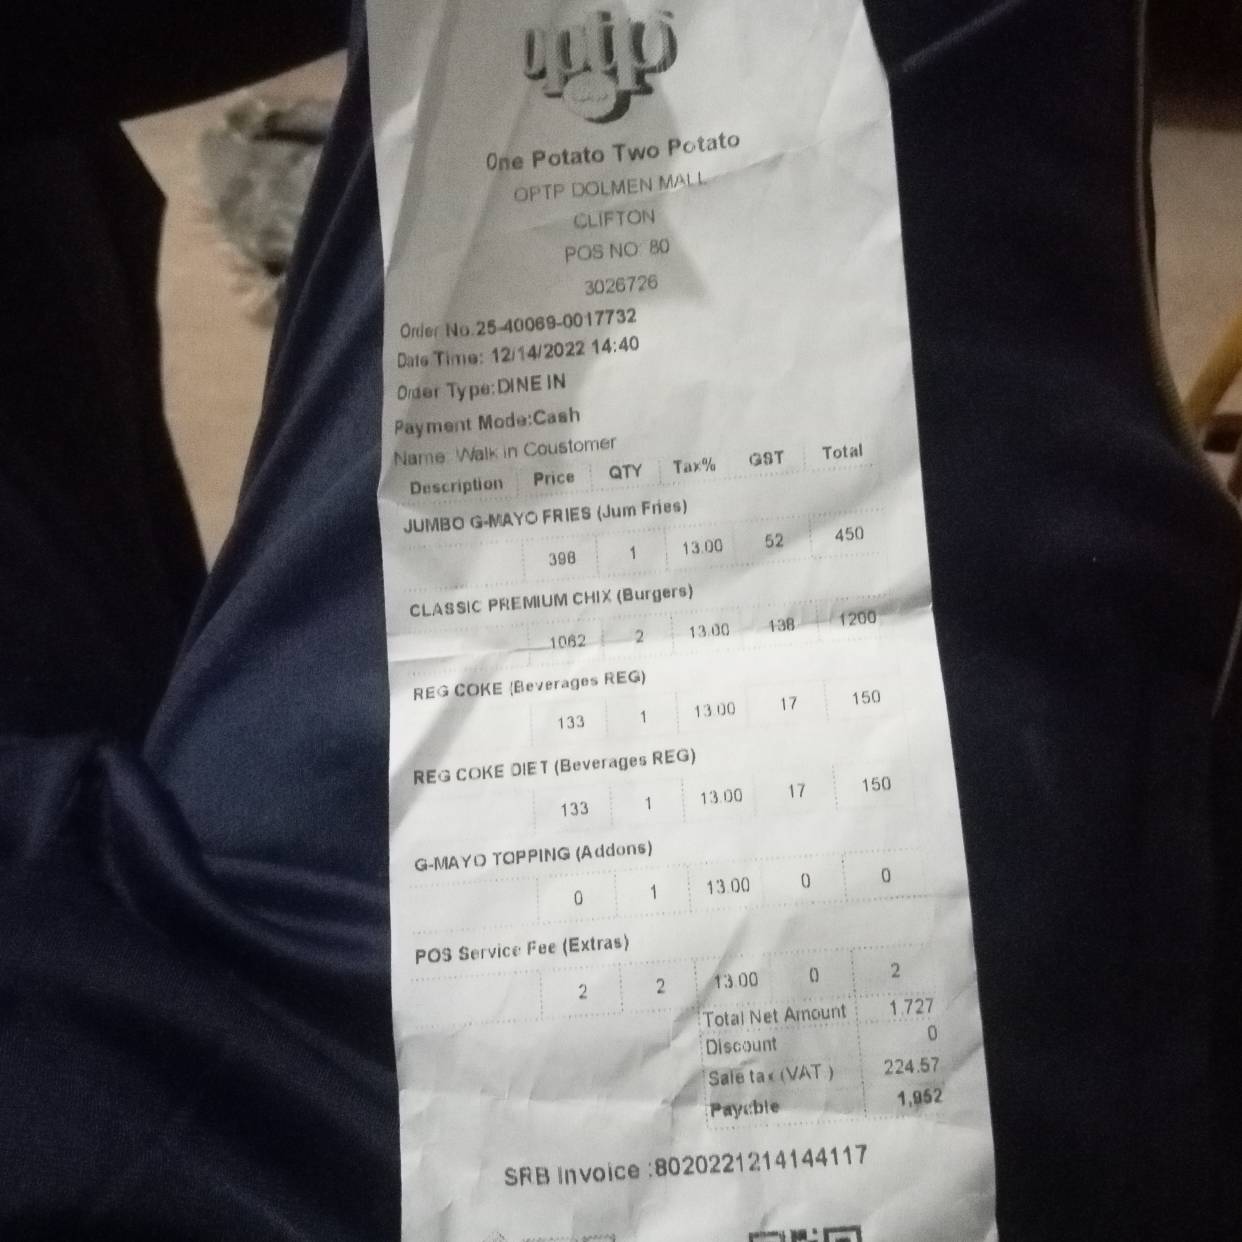 optp
One Potato Two Potato
OPTP DOLMEN MALL
CLIFTON
POS NO: 80
3026726
Order No.25-40069-0017732
Date Time: 12/14/2022 14:40
Order Type:DINE IN
Payment Mode:Cash
Name: Walk in Coustomer
Description Price QTY Tax% GST Total
JUMBO G-MAYO FRIES (Jum Fries)
398 1 13.00 52 450
CLASSIC PREMIUM CHIX (Burgers)
1062 2 13.00 138 1200
REG COKE (Beverages REG)
133 1 13.00 17 150
REG COKE DIET (Beverages REG)
133 1 13.00 17 150
G-MAYO TOPPING (Addons)
0 1 13.00 0 0
POS Service Fee (Extras)
2 2 13.00 0 2
Total Net Amount 1,727
Discount 0
Sale tax (VAT ) 224.57
Payable 1,952
SRB Invoice :8020221214144117